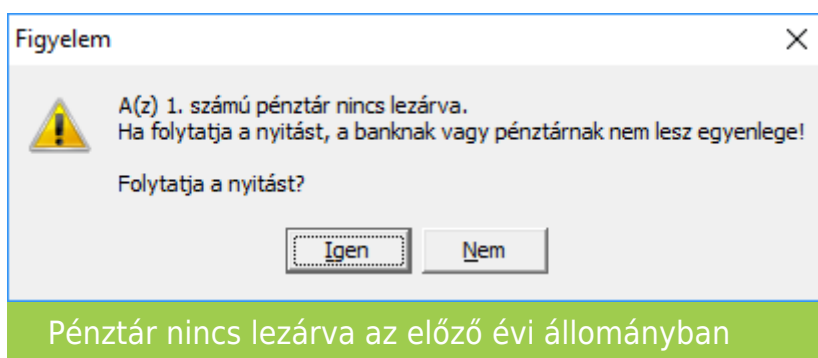 Figyelem
A(z) 1. számú pénztár nincs lezárva.
Ha folytatja a nyitást, a banknak vagy pénztárnak nem lesz egyenlege!
Folytatja a nyitást?
Igen
Nem
Pénztár nincs lezárva az előző évi állományban